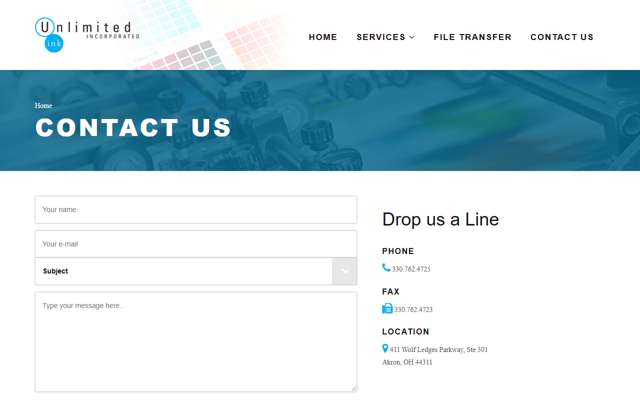 Unlimited
INCORPORATED
ink
HOME
SERVICES
FILE TRANSFER
CONTACT US
Home
CONTACT US
Your name
Your e-mail
Subject
Type your message here...
Drop us a Line
PHONE
330.762.4725
FAX
330.762.4723
LOCATION
411 Wolf Ledges Parkway, Ste 301
Akron, OH 44311